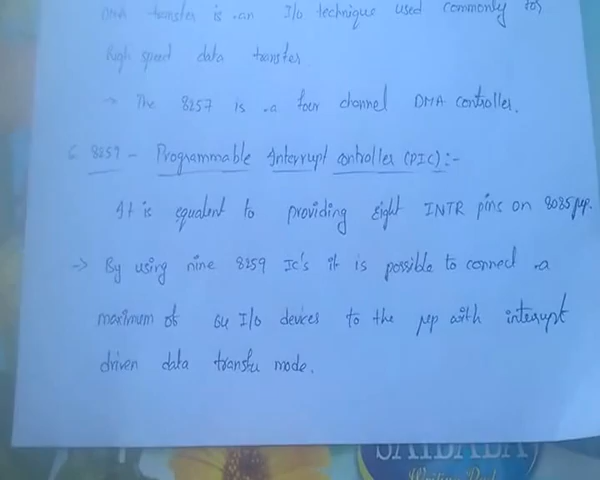 DMA transfer is an I/o technique used commonly for
high speed data transfer.
→ The 8257 is a four channel DMA controller.
6. 8259 - Programmable Interrupt controller (PIC):-
It is equalent to providing eight INTR pins on 8085 μp.
→ By using nine 8259 Ic's it is possible to connect a
maximum of 64 I/o devices to the μp with interrupt
driven data transfer mode.
SAIBABA
Writing Pad